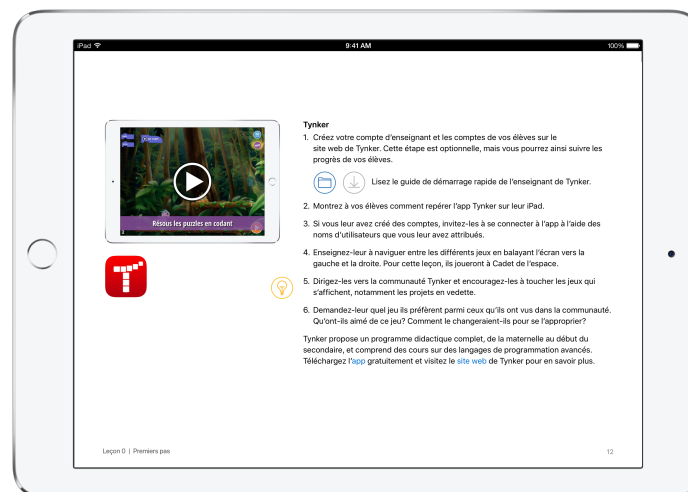 iPad
9:41 AM
100%
Résous les puzzles en codant
Tynker
1. Créez votre compte d'enseignant et les comptes de vos élèves sur le
site web de Tynker. Cette étape est optionnelle, mais vous pourrez ainsi suivre les
progrès de vos élèves.
Lisez le guide de démarrage rapide de l'enseignant de Tynker.
2. Montrez à vos élèves comment repérer l'app Tynker sur leur iPad.
3. Si vous leur avez créé des comptes, invitez-les à se connecter à l'app à l'aide des
noms d'utilisateurs que vous leur avez attribués.
4. Enseignez-leur à naviguer entre les différents jeux en balayant l'écran vers la
gauche et la droite. Pour cette leçon, ils joueront à Cadet de l'espace.
5. Dirigez-les vers la communauté Tynker et encouragez-les à toucher les jeux qui
s'affichent, notamment les projets en vedette.
6. Demandez-leur quel jeu ils préfèrent parmi ceux qu'ils ont vus dans la communauté.
Qu'ont-ils aimé de ce jeu? Comment le changeraient-ils pour se l'approprier?
Tynker propose un programme didactique complet, de la maternelle au début du
secondaire, et comprend des cours sur des langages de programmation avancés.
Téléchargez l'app gratuitement et visitez le site web de Tynker pour en savoir plus.
Leçon 0 | Premiers pas
12